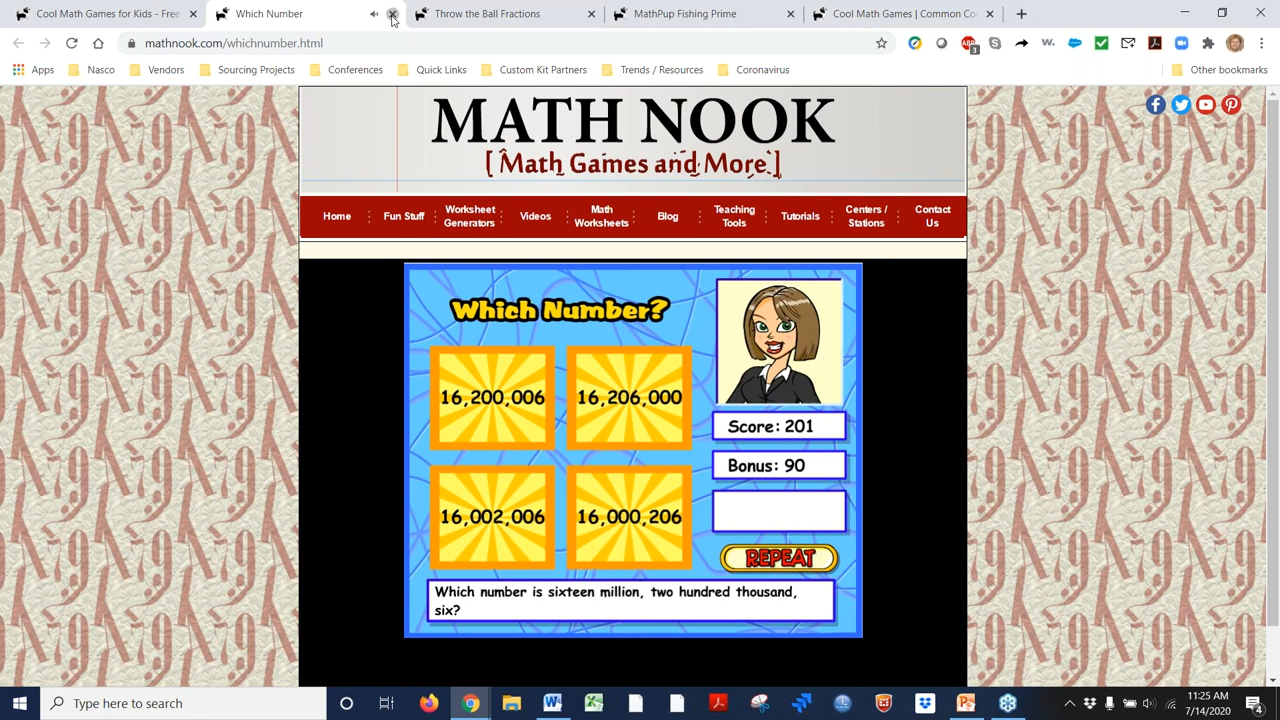 Cool Math Games for Kids - Free
Which Number
Throw the Ball Fractions
MathPup Fishing Prime
Cool Math Games | Common Co
mathnook.com/whichnumber.html
ABP
3
Apps
Nasco
Vendors
Sourcing Projects
Conferences
Quick Links
Custom Kit Partners
Trends / Resources
Coronavirus
Other bookmarks
MATH NOOK
[ Math Games and More ]
Home
Fun Stuff
Worksheet
Generators
Videos
Math
Worksheets
Blog
Teaching
Tools
Tutorials
Centers /
Stations
Contact
Us
Which Number?
16,200,006
16,206,000
16,002,006
16,000,206
Score: 201
Bonus: 90
REPEAT
Which number is sixteen million, two hundred thousand,
six?
Type here to search
11:25 AM
7/14/2020
4